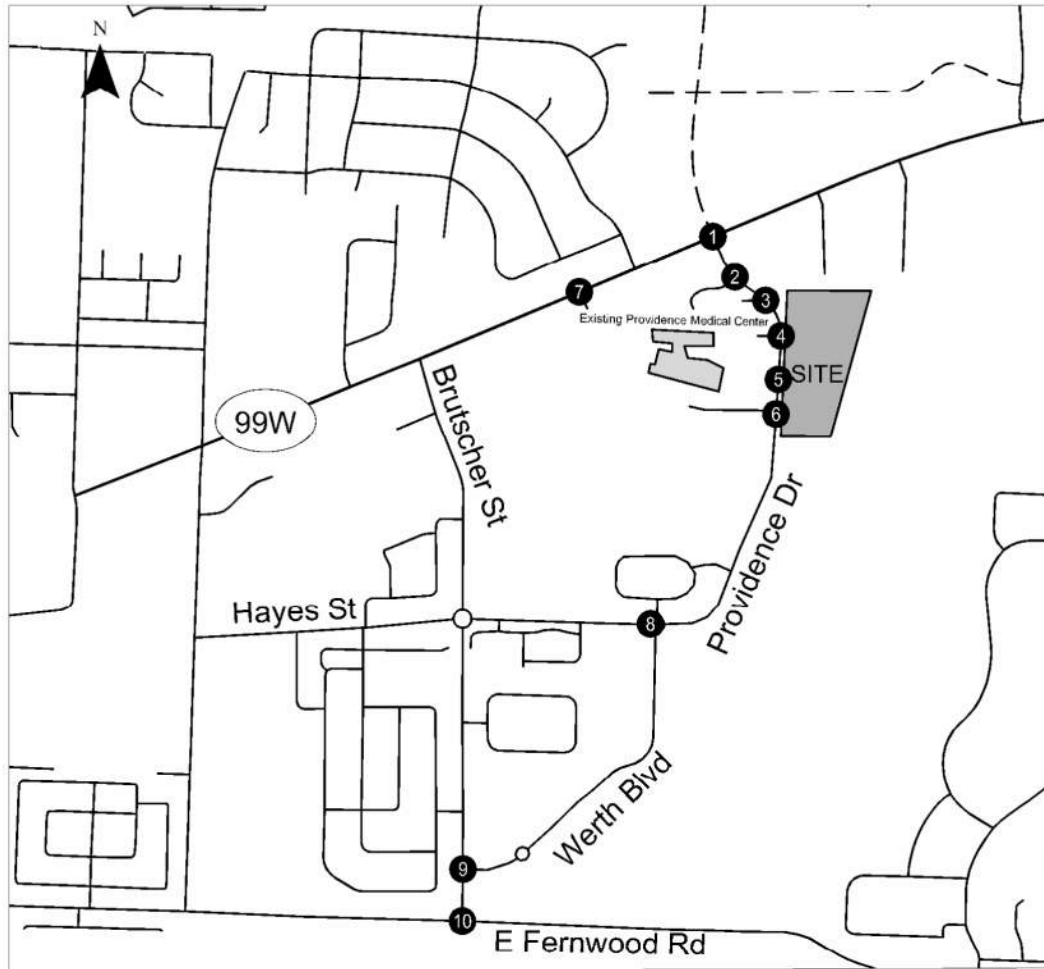 N
1
2
3
7
Existing Providence Medical Center
4
5
SITE
6
99W
Brutscher St
Providence Dr
Hayes St
8
Werth Blvd
9
10
E Fernwood Rd